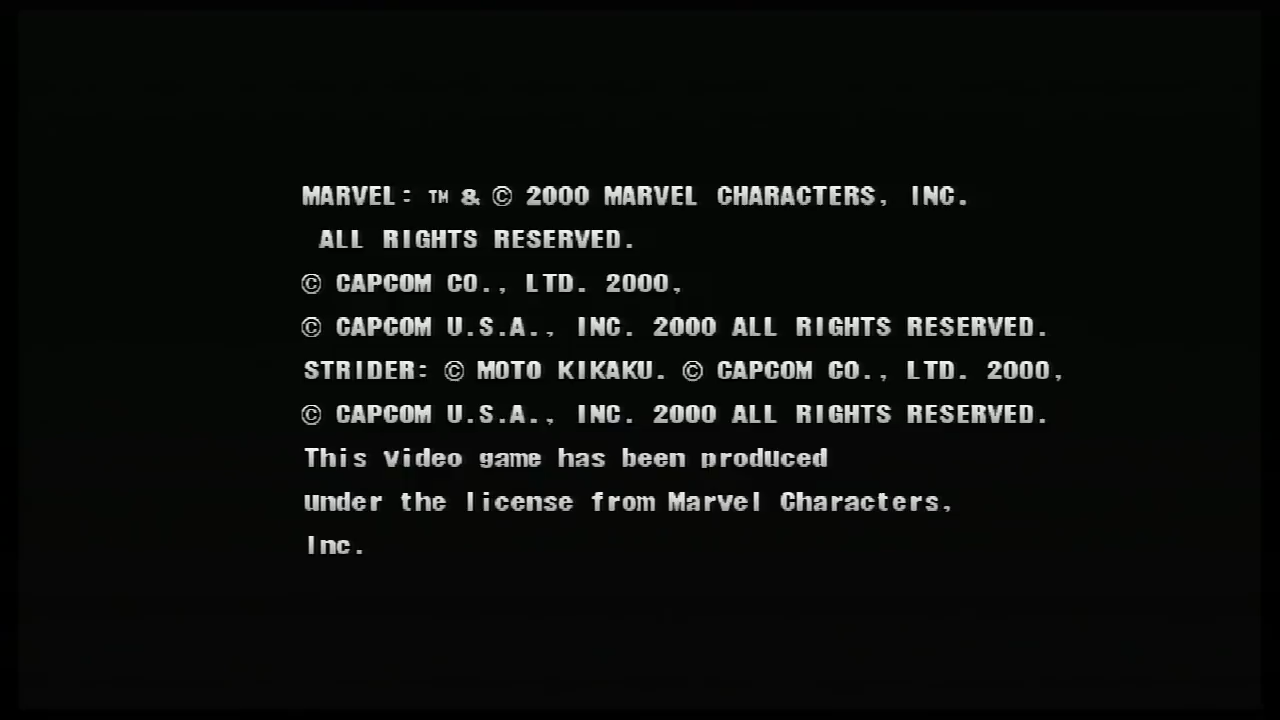 MARVEL: ™ & © 2000 MARVEL CHARACTERS, INC.
ALL RIGHTS RESERVED.
© CAPCOM CO., LTD. 2000,
© CAPCOM U.S.A., INC. 2000 ALL RIGHTS RESERVED.
STRIDER: © MOTO KIKAKU. © CAPCOM CO., LTD. 2000,
© CAPCOM U.S.A., INC. 2000 ALL RIGHTS RESERVED.
This video game has been produced
under the license from Marvel Characters,
Inc.